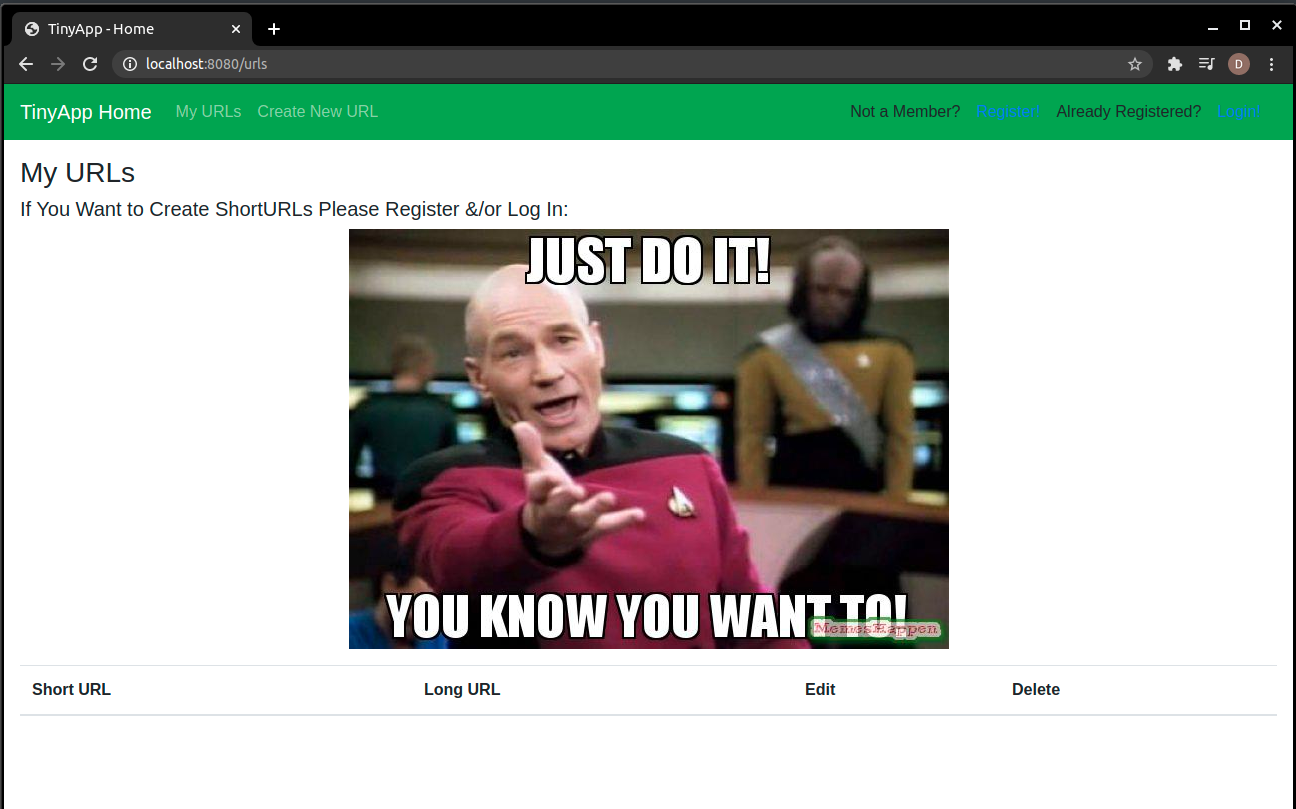 TinyApp - Home
localhost:8080/urls
D
TinyApp Home My URLs Create New URL Not a Member? Register! Already Registered? Login!
My URLs
If You Want to Create ShortURLs Please Register &/or Log In:
JUST DO IT!
YOU KNOW YOU WANT TO!
MemesHappen
Short URL Long URL Edit Delete